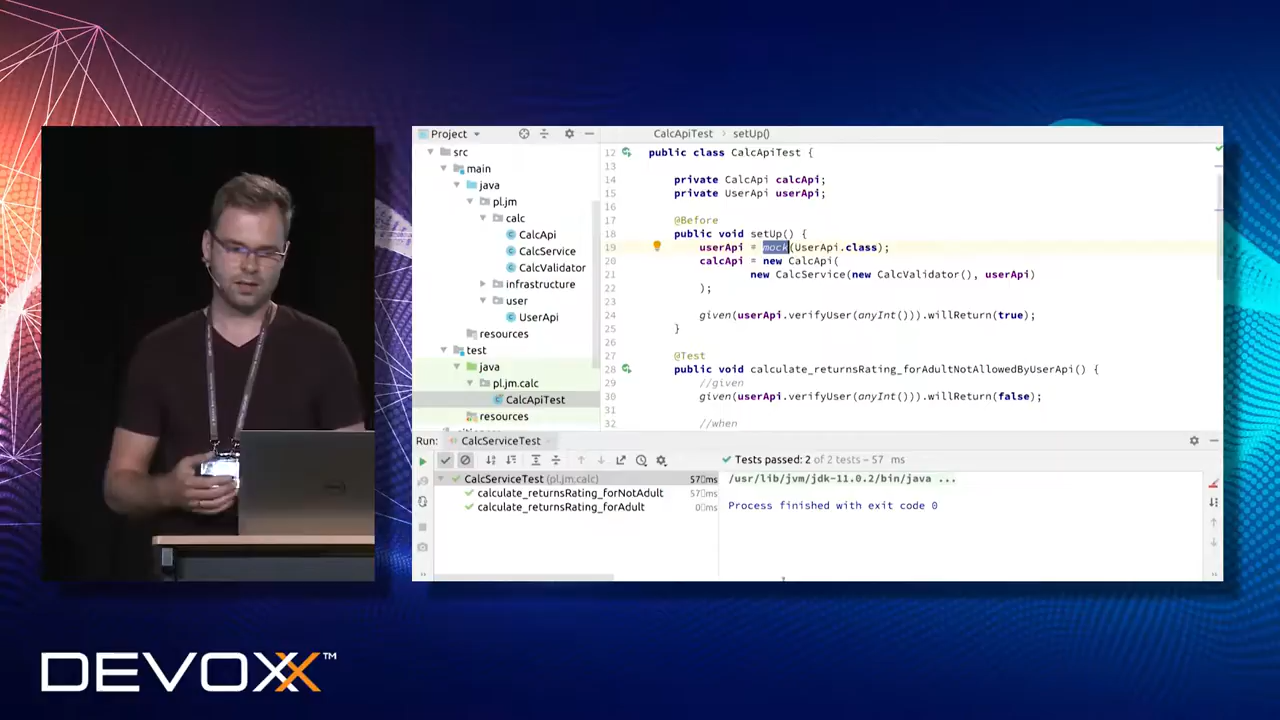 Project
src
main
java
pl.jm
calc
CalcApi
CalcService
CalcValidator
infrastructure
user
UserApi
resources
test
java
pl.jm.calc
CalcApiTest
resources
CalcApiTest › setUp()
12 public class CalcApiTest {
13
14 private CalcApi calcApi;
15 private UserApi userApi;
16
17 @Before
18 public void setUp() {
19 userApi = mock(UserApi.class);
20 calcApi = new CalcApi(
21 new CalcService(new CalcValidator(), userApi)
22 );
23
24 given(userApi.verifyUser(anyInt())).willReturn(true);
25 }
26
27 @Test
28 public void calculate_returnsRating_forAdultNotAllowedByUserApi() {
29 //given
30 given(userApi.verifyUser(anyInt())).willReturn(false);
31
32 //when
Run: CalcServiceTest
Tests passed: 2 of 2 tests – 57 ms
CalcServiceTest (pl.jm.calc) 57 ms
calculate_returnsRating_forNotAdult 57 ms
calculate_returnsRating_forAdult 0 ms
/usr/lib/jvm/jdk-11.0.2/bin/java ...
Process finished with exit code 0
DELL
DEVOXX™